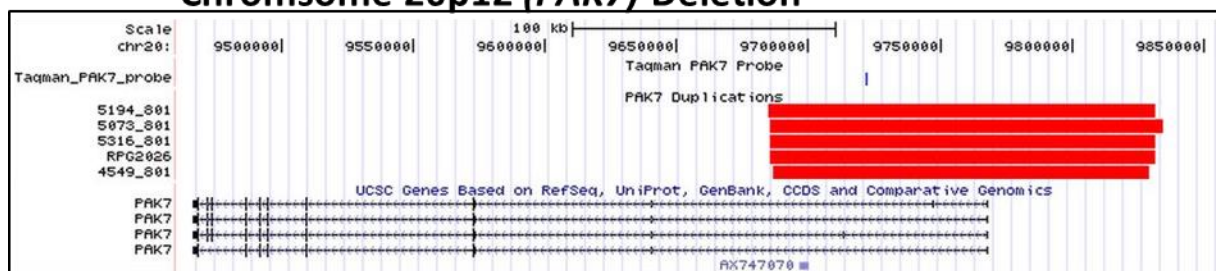 Chromsome 20p12 (PAK7) Deletion
Scale 100 kb
chr20: 9500000| 9550000| 9600000| 9650000| 9700000| 9750000| 9800000| 9850000|
Taqman PAK7 Probe
Taqman_PAK7_probe
PAK7 Duplications
5194_801
5073_801
5316_801
RPG2026
4549_801
UCSC Genes Based on RefSeq, UniProt, GenBank, CCDS and Comparative Genomics
PAK7
PAK7
PAK7
PAK7
AX747070